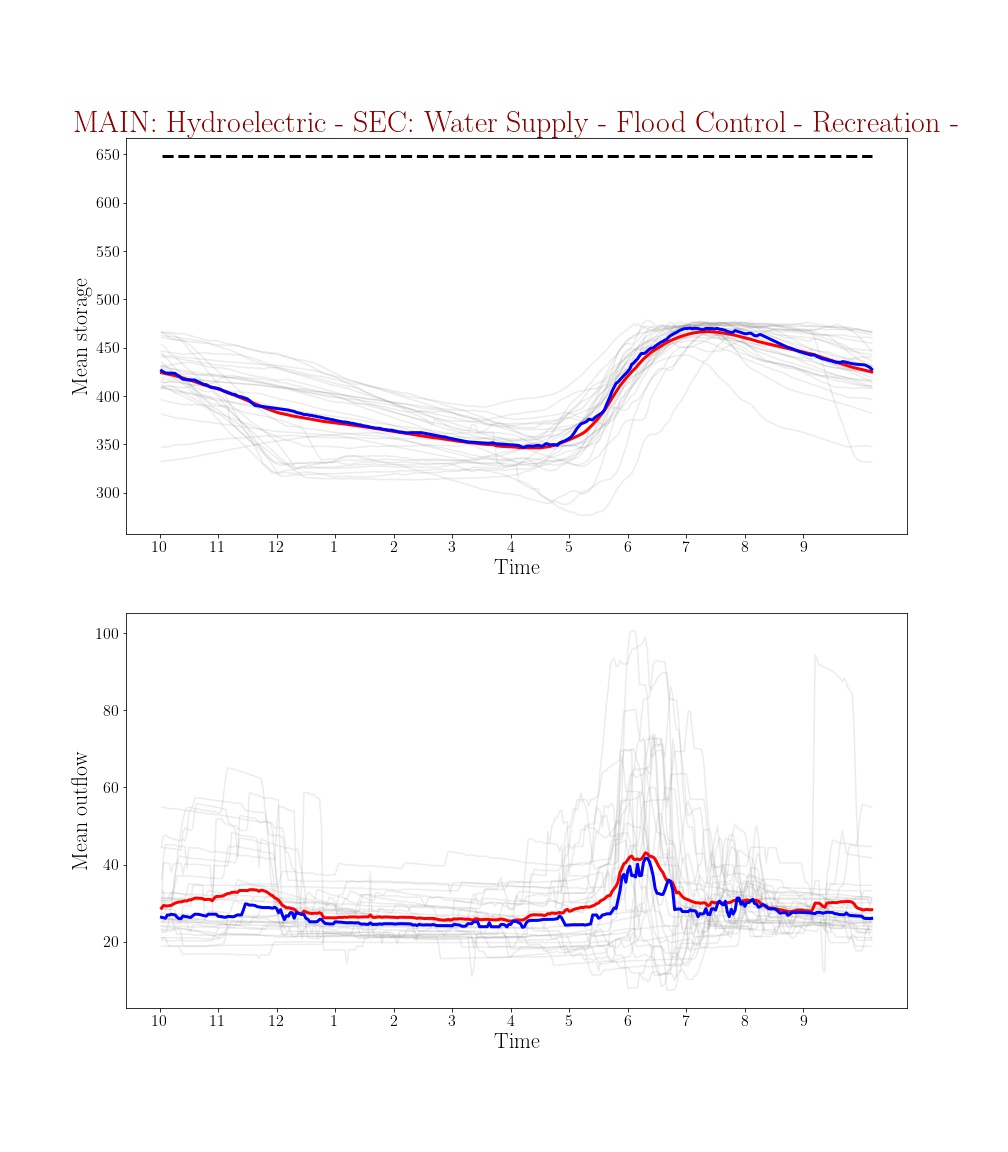 MAIN: Hydroelectric - SEC: Water Supply - Flood Control - Recreation -
650
600
550
500
450
400
350
300
Mean storage
10 11 12 1 2 3 4 5 6 7 8 9
Time
100
80
60
40
20
Mean outflow
10 11 12 1 2 3 4 5 6 7 8 9
Time